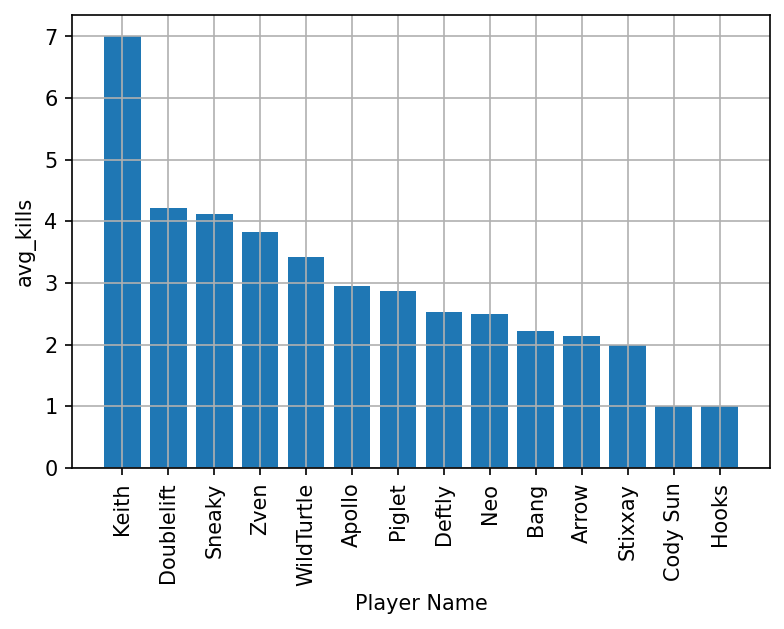 7
6
5
4
3
2
1
0
avg_kills
Keith
Doublelift
Sneaky
Zven
WildTurtle
Apollo
Piglet
Deftly
Neo
Bang
Arrow
Stixxay
Cody Sun
Hooks
Player Name